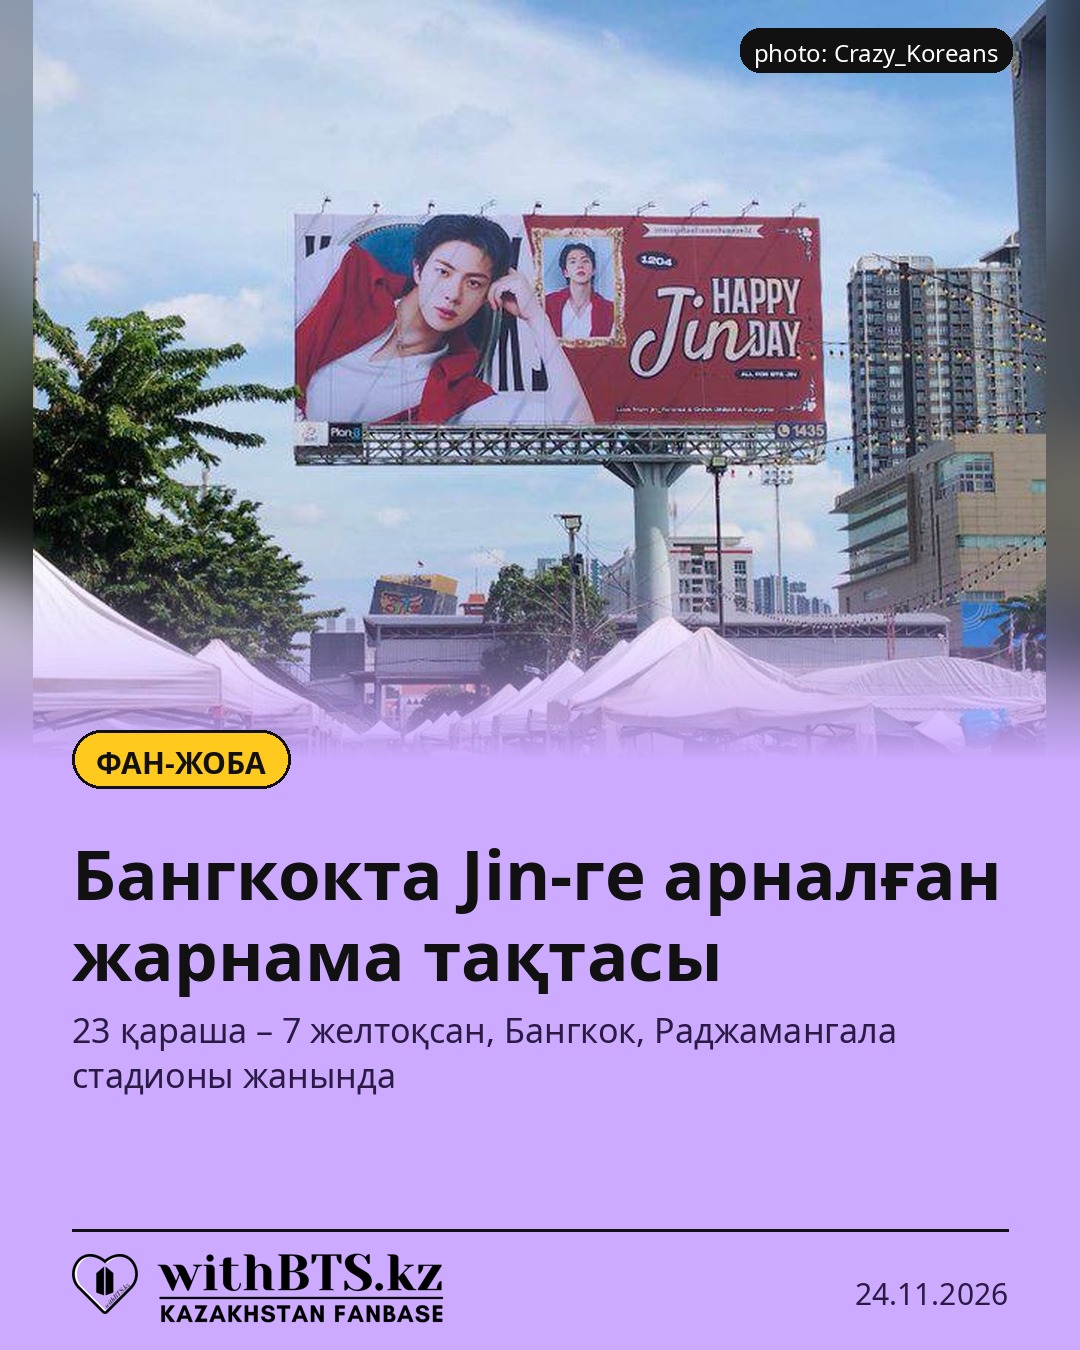 photo: Crazy_Koreans
1204
HAPPY
Jin DAY
ALL FOR BTS JIN
Plan
1435
ФАН-ЖОБА
Бангкокта Jin-ге арналған
жарнама тақтасы
23 қараша – 7 желтоқсан, Бангкок, Раджамангала
стадионы жанында
withBTS.kz
KAZAKHSTAN FANBASE
24.11.2026